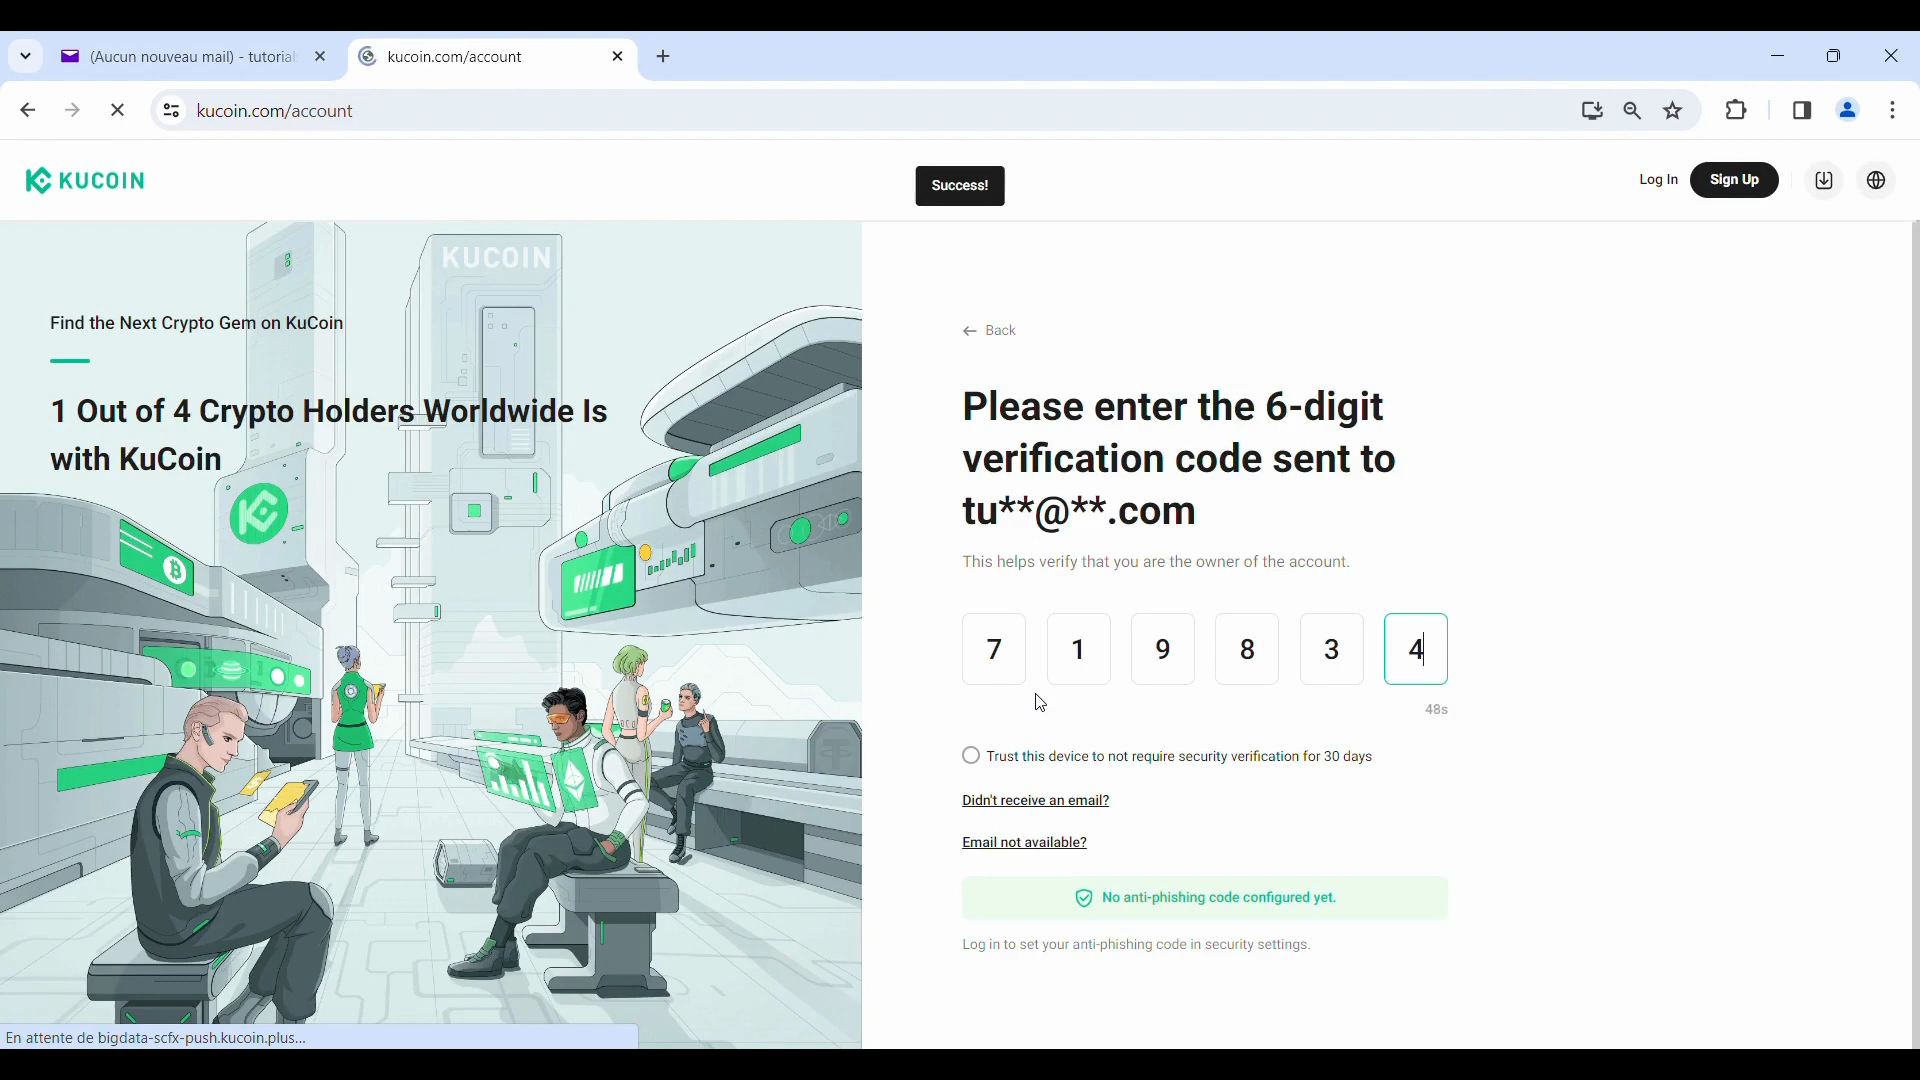 (Aucun nouveau mail) - tutorial
kucoin.com/account
kucoin.com/account
KUCOIN
Success!
Log In
Sign Up
KUCOIN
Find the Next Crypto Gem on KuCoin
1 Out of 4 Crypto Holders Worldwide Is
with KuCoin
Back
Please enter the 6-digit
verification code sent to
tu**@**.com
This helps verify that you are the owner of the account.
7 1 9 8 3 4
48s
Trust this device to not require security verification for 30 days
Didn't receive an email?
Email not available?
No anti-phishing code configured yet.
Log in to set your anti-phishing code in security settings.
En attente de bigdata-scfx-push.kucoin.plus...